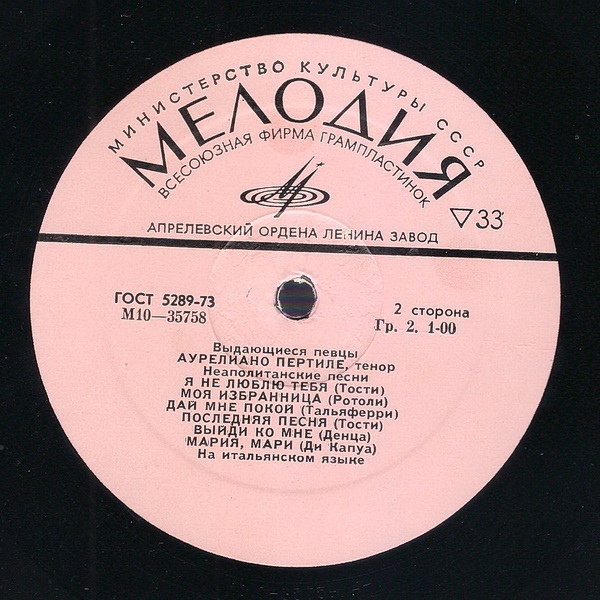 МИНИСТЕРСТВО КУЛЬТУРЫ СССР
МЕЛОДИЯ
ВСЕСОЮЗНАЯ ФИРМА ГРАМПЛАСТИНОК
АПРЕЛЕВСКИЙ ОРДЕНА ЛЕНИНА ЗАВОД
▽33
ГОСТ 5289-73
М10—35758
2 сторона
Гр. 2. 1-00
Выдающиеся певцы
АУРЕЛИАНО ПЕРТИЛЕ, тенор
Неаполитанские песни
Я НЕ ЛЮБЛЮ ТЕБЯ (Тости)
МОЯ ИЗБРАННИЦА (Ротоли)
ДАЙ МНЕ ПОКОЙ (Тальяферри)
ПОСЛЕДНЯЯ ПЕСНЯ (Тости)
ВЫЙДИ КО МНЕ (Денца)
МАРИЯ, МАРИ (Ди Капуа)
На итальянском языке